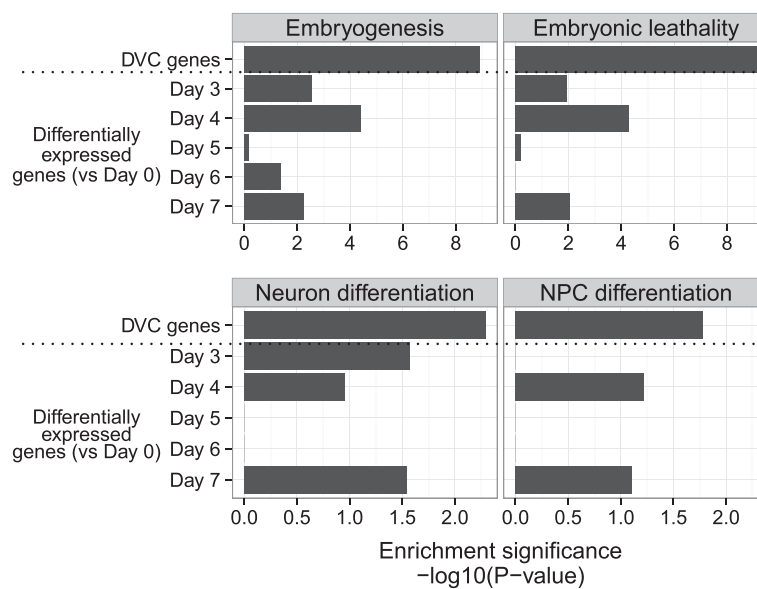 Embryogenesis
Embryonic leathality
DVC genes
Day 3
Day 4
Day 5
Day 6
Day 7
Differentially
expressed
genes (vs Day 0)
0 2 4 6 8
0 2 4 6 8
Neuron differentiation
NPC differentiation
DVC genes
Day 3
Day 4
Day 5
Day 6
Day 7
Differentially
expressed
genes (vs Day 0)
0.0 0.5 1.0 1.5 2.0
0.0 0.5 1.0 1.5 2.0
Enrichment significance
−log10(P−value)